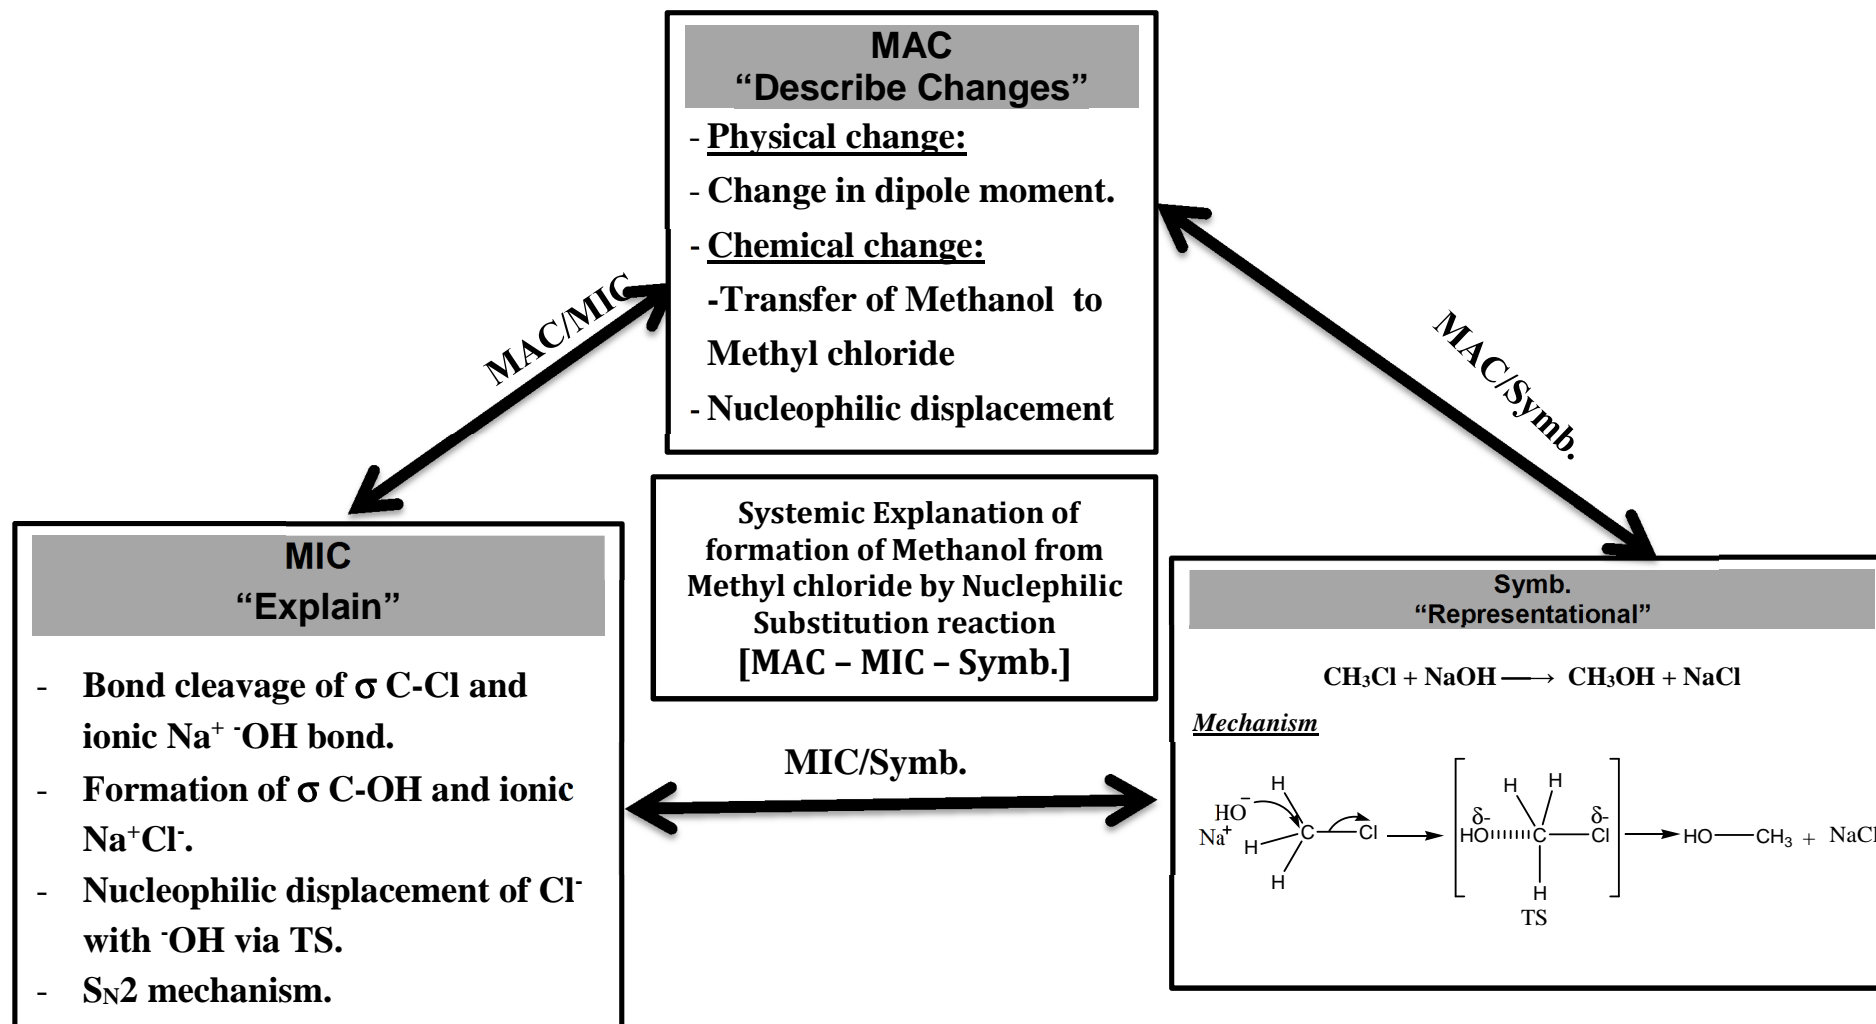 MAC
“Describe Changes”
- Physical change:
- Change in dipole moment.
- Chemical change:
-Transfer of Methanol to
Methyl chloride
- Nucleophilic displacement
MAC/MIC
MAC/Symb.
Systemic Explanation of
formation of Methanol from
Methyl chloride by Nuclephilic
Substitution reaction
[MAC – MIC – Symb.]
MIC
“Explain”
- Bond cleavage of σ C-Cl and
ionic Na⁺ ⁻OH bond.
- Formation of σ C-OH and ionic
Na⁺Cl⁻.
- Nucleophilic displacement of Cl⁻
with ⁻OH via TS.
- SN2 mechanism.
MIC/Symb.
Symb.
“Representational”
CH₃Cl + NaOH ⟶ CH₃OH + NaCl
Mechanism
H
HO⁻
Na⁺
C
Cl
H
H
H H
δ- δ-
HO C Cl
H
TS
HO CH₃ + NaCl